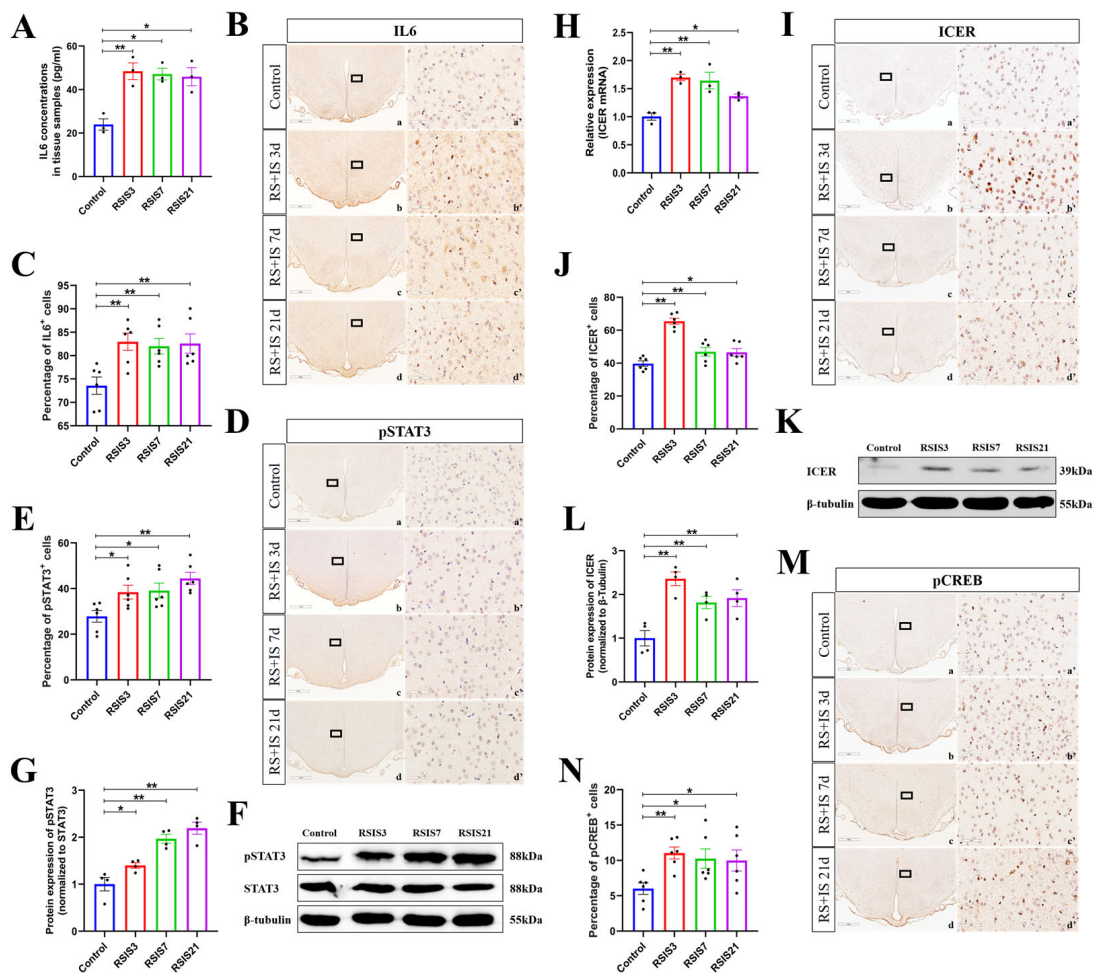 A
IL6 concentrations
in tissue samples (pg/ml)
60
40
20
0
**
*
*
Control
RSIS3
RSIS7
RSIS21
B
IL6
Control
a
a'
RS+IS 3d
b
b'
RS+IS 7d
c
c'
RS+IS 21d
d
d'
C
Percentage of IL6⁺ cells
95
90
85
80
75
70
65
**
**
**
Control
RSIS3
RSIS7
RSIS21
D
pSTAT3
Control
a
a'
RS+IS 3d
b
b'
RS+IS 7d
c
c'
RS+IS 21d
d
d'
E
Percentage of pSTAT3⁺ cells
60
40
20
0
**
*
*
Control
RSIS3
RSIS7
RSIS21
F
Control RSIS3 RSIS7 RSIS21
pSTAT3 88kDa
STAT3 88kDa
β-tubulin 55kDa
G
Protein expression of pSTAT3
(normalized to STAT3)
3
2
1
0
**
**
*
Control
RSIS3
RSIS7
RSIS21
H
Relative expression
(ICER mRNA)
2.0
1.5
1.0
0.5
0.0
*
**
**
Control
RSIS3
RSIS7
RSIS21
I
ICER
Control
a
a'
RS+IS 3d
b
b'
RS+IS 7d
c
c'
RS+IS 21d
d
d'
J
Percentage of ICER⁺ cells
80
60
40
20
0
*
**
**
Control
RSIS3
RSIS7
RSIS21
K
Control RSIS3 RSIS7 RSIS21
ICER 39kDa
β-tubulin 55kDa
L
Protein expression of ICER
(normalized to β-Tubulin)
3
2
1
0
**
**
**
Control
RSIS3
RSIS7
RSIS21
M
pCREB
Control
a
a'
RS+IS 3d
b
b'
RS+IS 7d
c
c'
RS+IS 21d
d
d'
N
Percentage of pCREB⁺ cells
20
15
10
5
0
*
*
**
Control
RSIS3
RSIS7
RSIS21